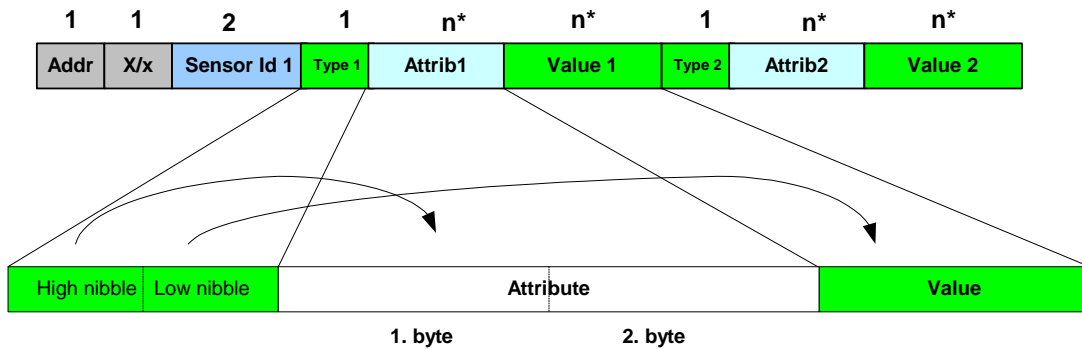 1 1 2 1 n* n* 1 n* n*
Addr X/x Sensor Id 1 Type 1 Attrib1 Value 1 Type 2 Attrib2 Value 2
High nibble Low nibble Attribute Value
1. byte 2. byte